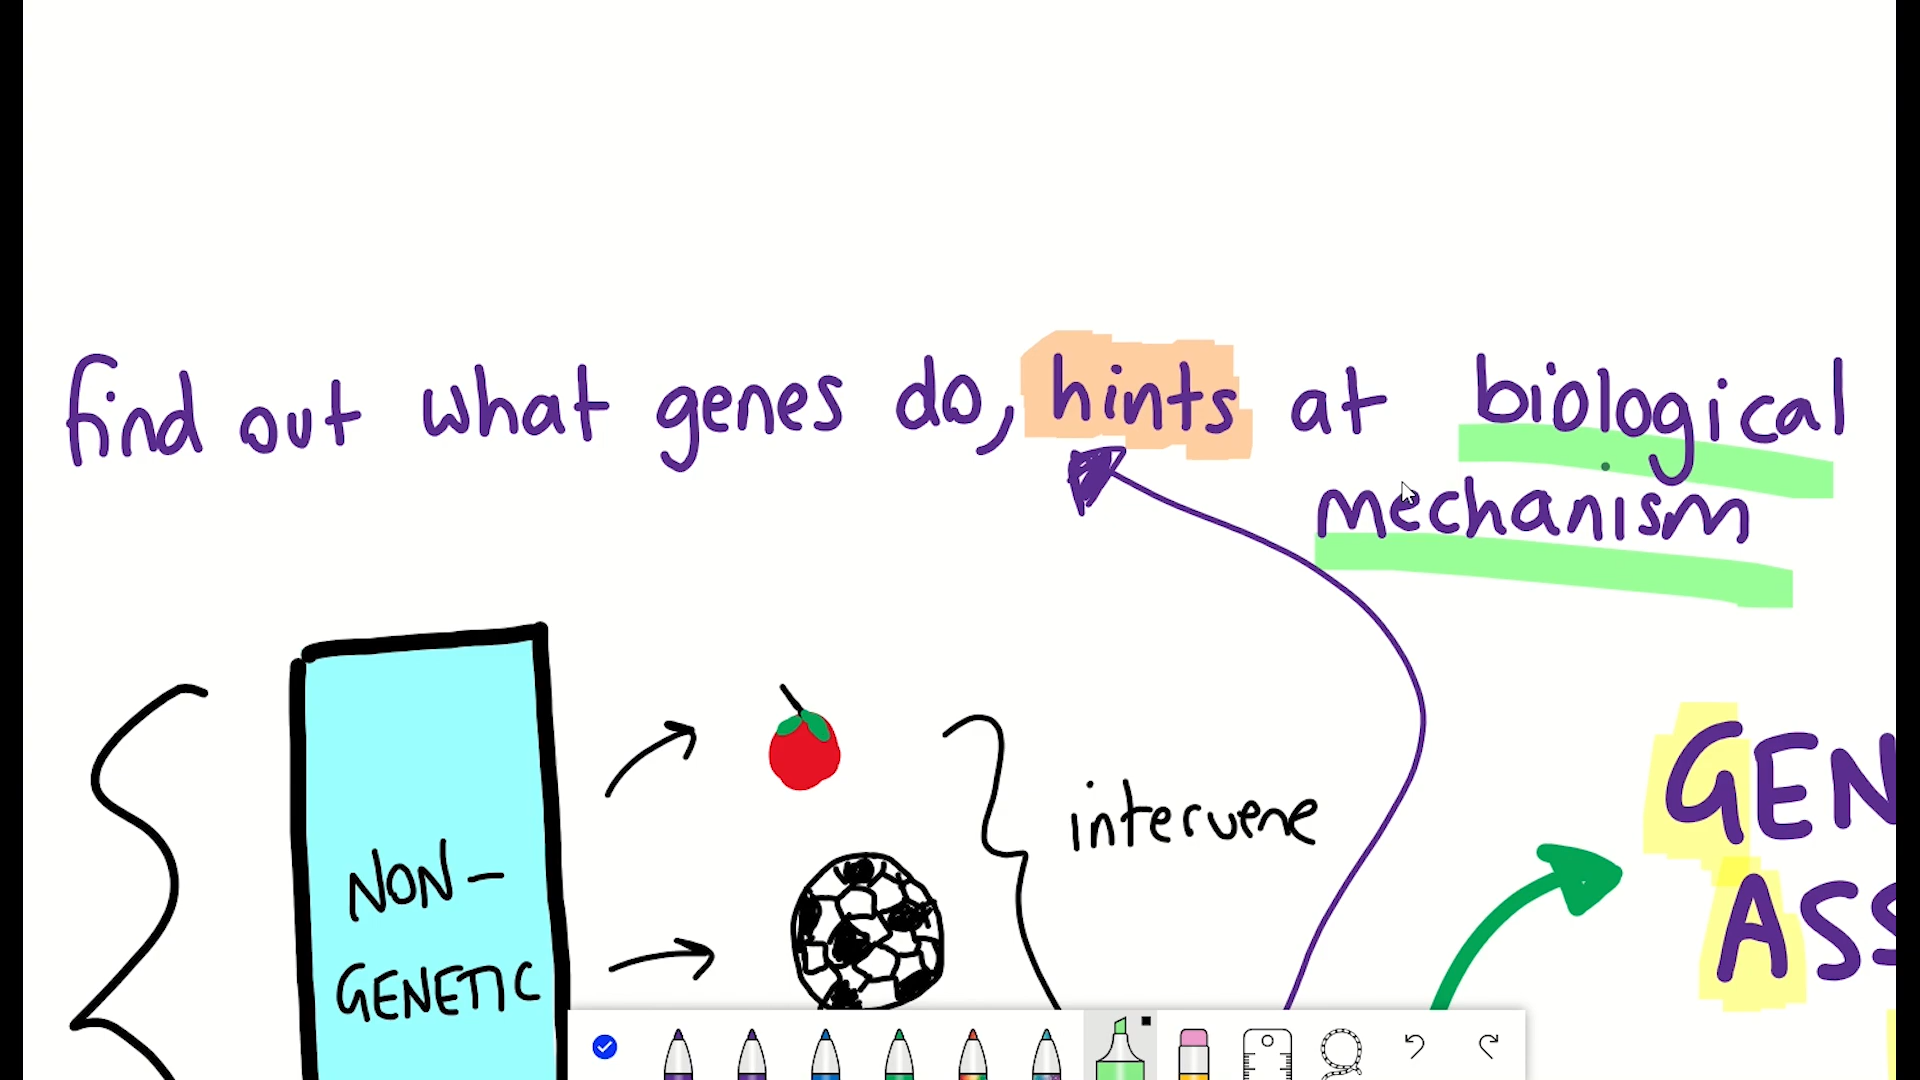 find out what genes do, hints at biological
mechanism
intervene
NON-
GENETIC
GEN
ASS